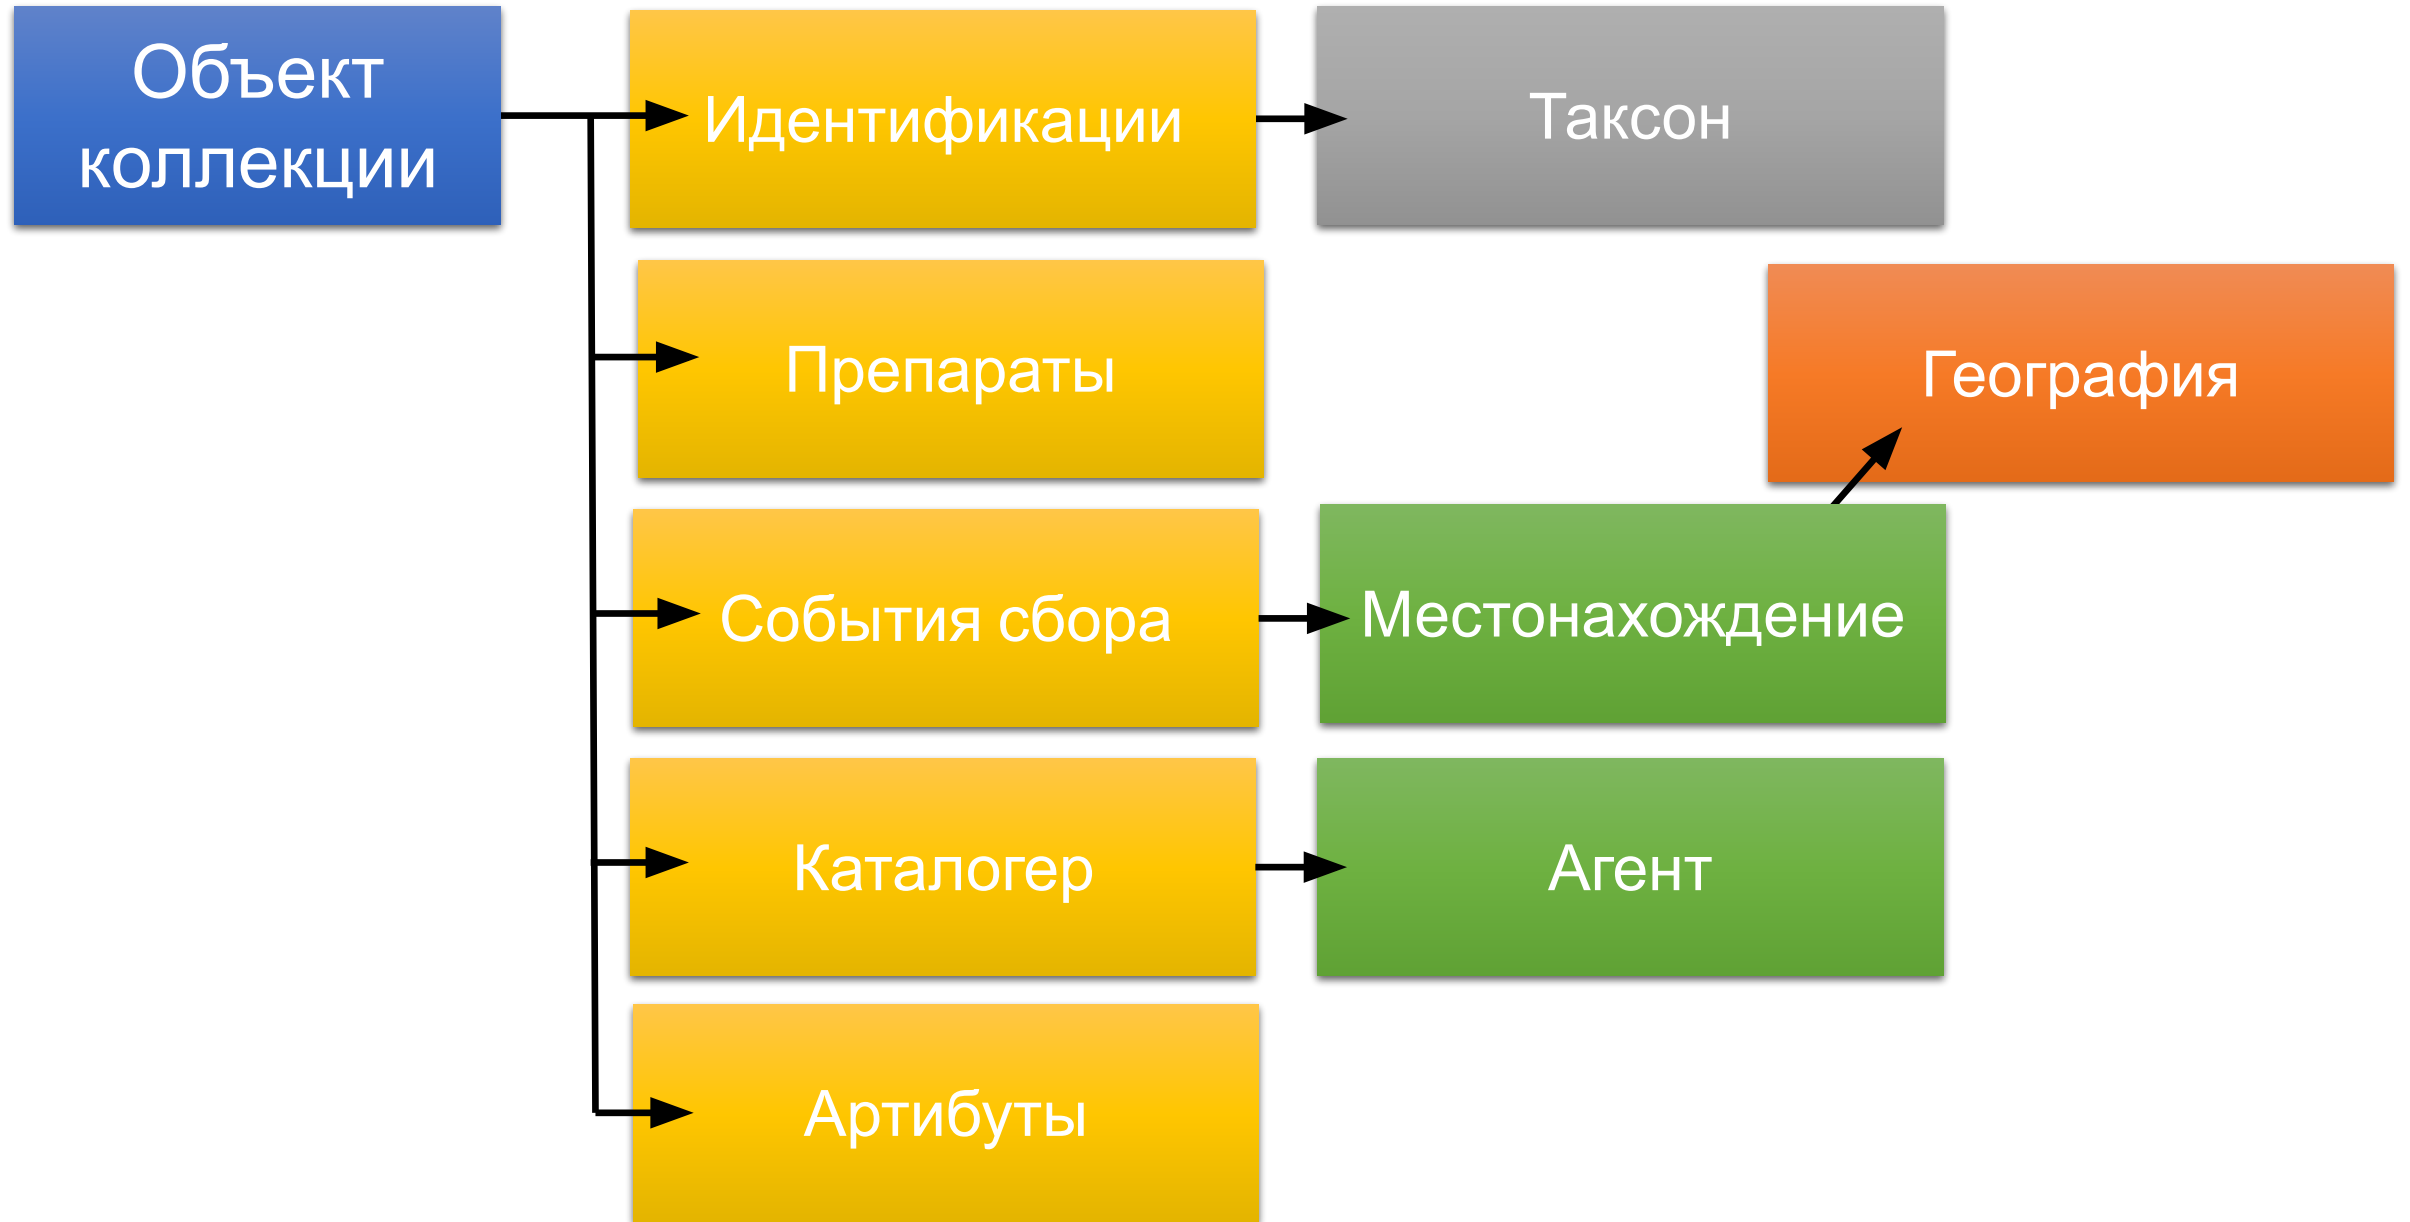 Объект
коллекции
Идентификации
Таксон
Препараты
География
События сбора
Местонахождение
Каталогер
Агент
Артибуты